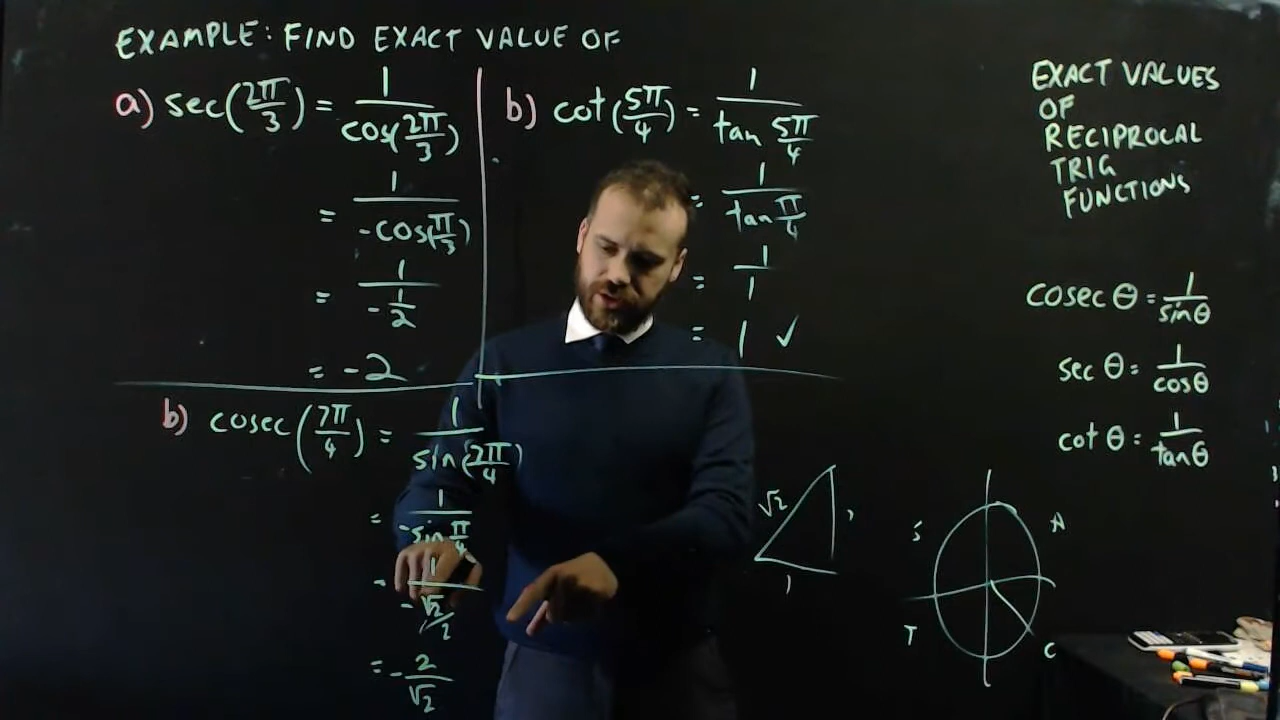 EXAMPLE: FIND EXACT VALUE OF
a) sec(2π/3) = 1/cos(2π/3)
= 1/-cos(π/3)
= 1/-1/2
= -2
b) cot(5π/4) = 1/tan 5π/4
= 1/tan π/4
= 1/1
= 1 ✓
b) cosec(7π/4) = 1/sin(7π/4)
= 1/-sin π/4
= 1/-√2/2
= -2/√2
√2
1
1
EXACT VALUES
OF
RECIPROCAL
TRIG
FUNCTIONS
cosec θ = 1/sin θ
sec θ = 1/cos θ
cot θ = 1/tan θ
S A
T C